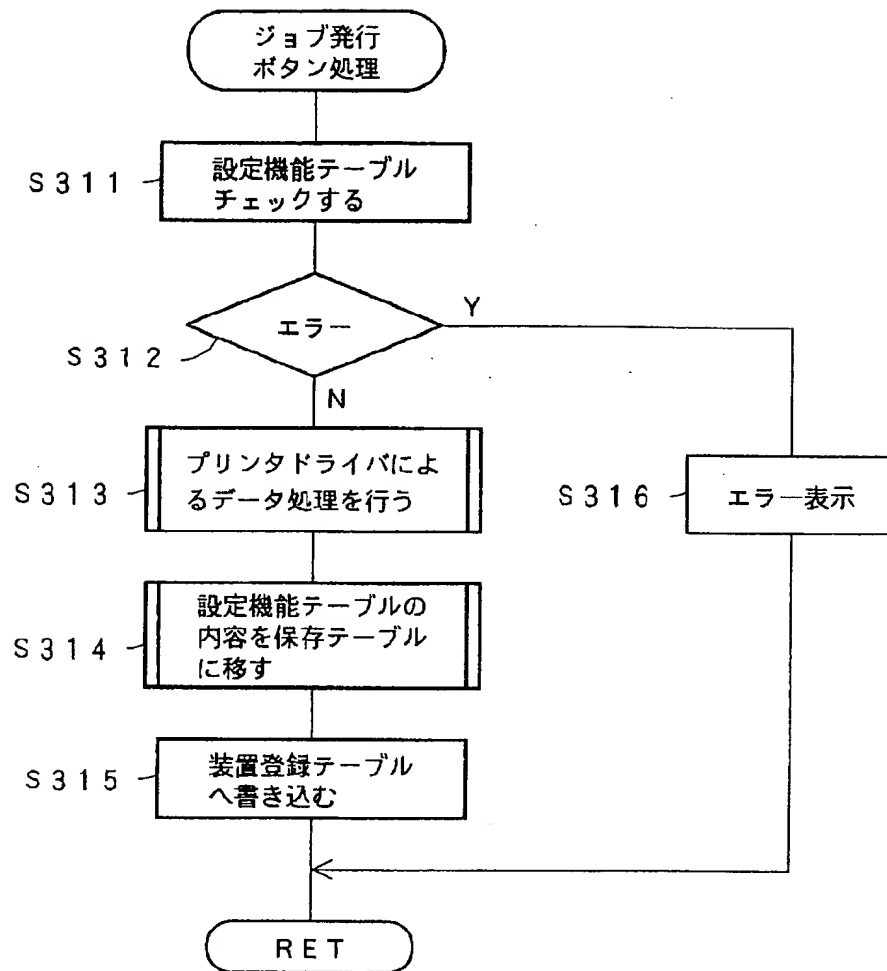 ジョブ発行
ボタン処理
S311
設定機能テーブル
チェックする
S312
エラー
Y
N
S313
プリンタドライバによ
るデータ処理を行う
S316
エラー表示
S314
設定機能テーブルの
内容を保存テーブル
に移す
S315
装置登録テーブル
へ書き込む
RET